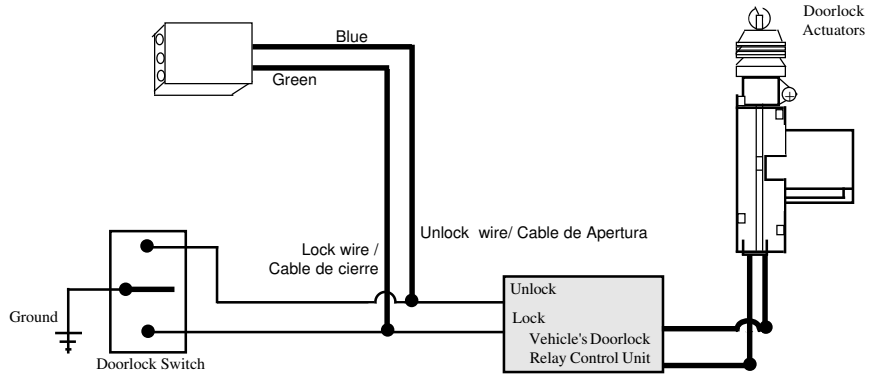 Doorlock
Actuators
Blue
Green
Unlock wire/ Cable de Apertura
Lock wire /
Cable de cierre
Unlock
Lock
Vehicle's Doorlock
Relay Control Unit
Ground
Doorlock Switch